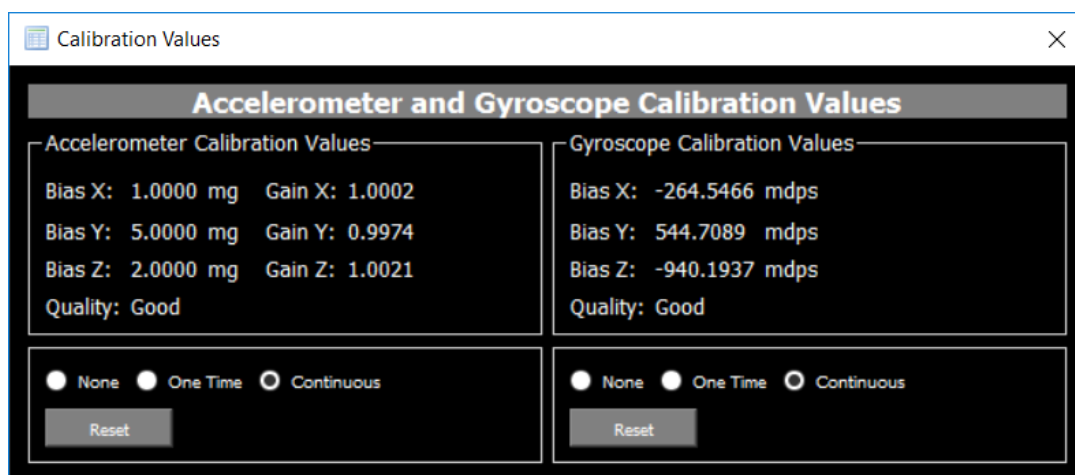 Calibration Values
Accelerometer and Gyroscope Calibration Values
Accelerometer Calibration Values
Bias X: 1.0000 mg Gain X: 1.0002
Bias Y: 5.0000 mg Gain Y: 0.9974
Bias Z: 2.0000 mg Gain Z: 1.0021
Quality: Good
None One Time Continuous
Reset
Gyroscope Calibration Values
Bias X: -264.5466 mdps
Bias Y: 544.7089 mdps
Bias Z: -940.1937 mdps
Quality: Good
None One Time Continuous
Reset